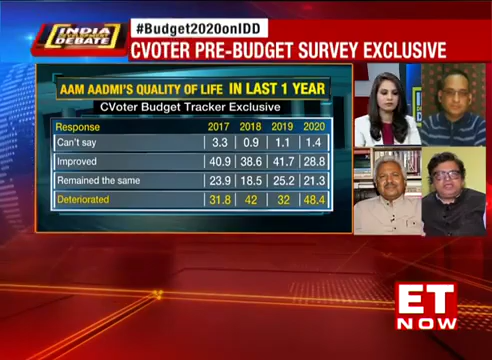 INDIA
DEVELOPMENT
DEBATE
#Budget2020onIDD
CVOTER PRE-BUDGET SURVEY EXCLUSIVE
AAM AADMI'S QUALITY OF LIFE IN LAST 1 YEAR
CVoter Budget Tracker Exclusive
Response 2017 2018 2019 2020
Can't say 3.3 0.9 1.1 1.4
Improved 40.9 38.6 41.7 28.8
Remained the same 23.9 18.5 25.2 21.3
Deteriorated 31.8 42 32 48.4
ET
NOW